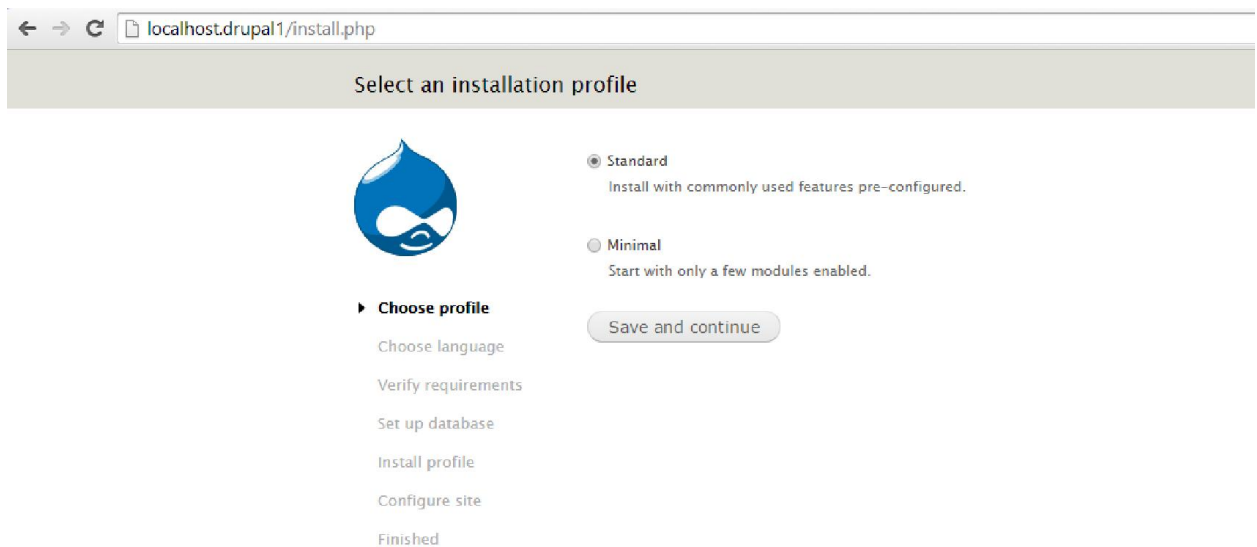 localhost.drupal1/install.php
Select an installation profile
Standard
Install with commonly used features pre-configured.
Minimal
Start with only a few modules enabled.
Save and continue
Choose profile
Choose language
Verify requirements
Set up database
Install profile
Configure site
Finished